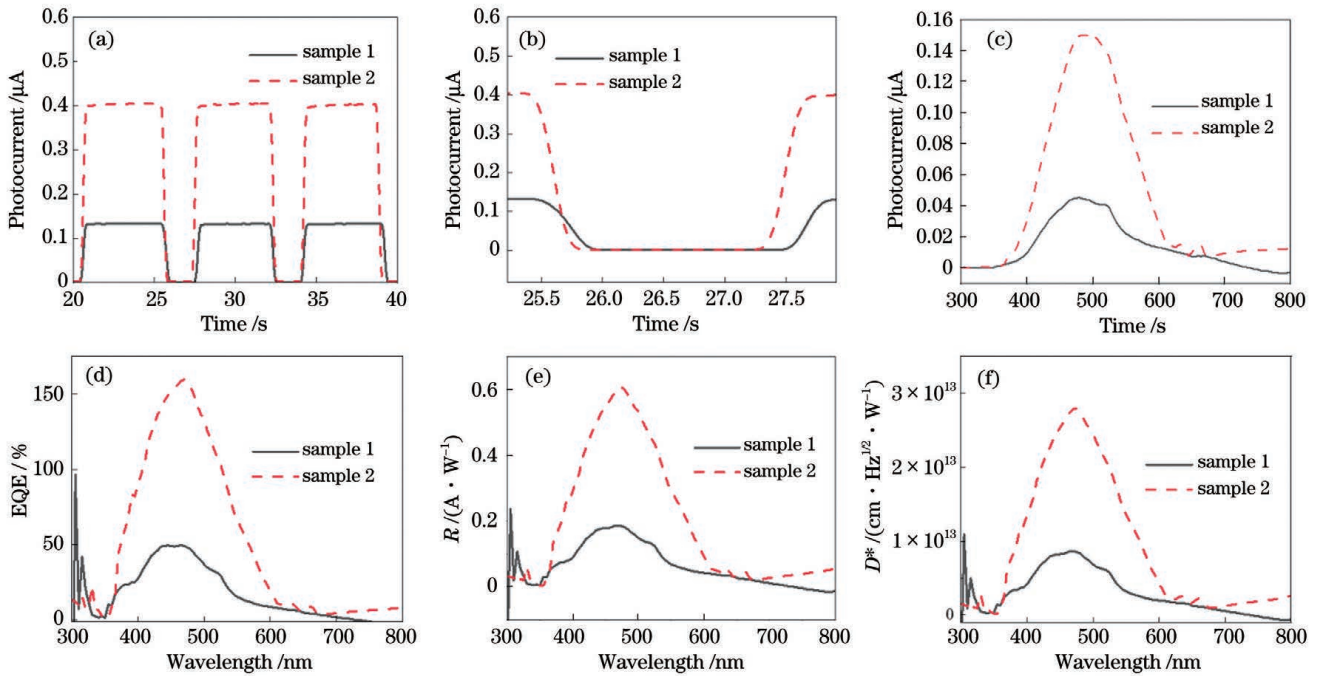 (a)
sample 1
sample 2
Photocurrent /μA
0.6
0.5
0.4
0.3
0.2
0.1
0
20 25 30 35 40
Time /s
(b)
sample 1
sample 2
Photocurrent /μA
0.6
0.5
0.4
0.3
0.2
0.1
0
25.5 26.0 26.5 27.0 27.5
Time /s
(c)
sample 1
sample 2
Photocurrent /μA
0.16
0.14
0.12
0.10
0.08
0.06
0.04
0.02
0
300 400 500 600 700 800
Time /s
(d)
sample 1
sample 2
EQE / %
150
100
50
0
300 400 500 600 700 800
Wavelength /nm
(e)
sample 1
sample 2
R /(A · W⁻¹)
0.6
0.4
0.2
0
300 400 500 600 700 800
Wavelength /nm
(f)
sample 1
sample 2
D* /(cm · Hz¹ᐟ² · W⁻¹)
3 × 10¹³
2 × 10¹³
1 × 10¹³
0
300 400 500 600 700 800
Wavelength /nm